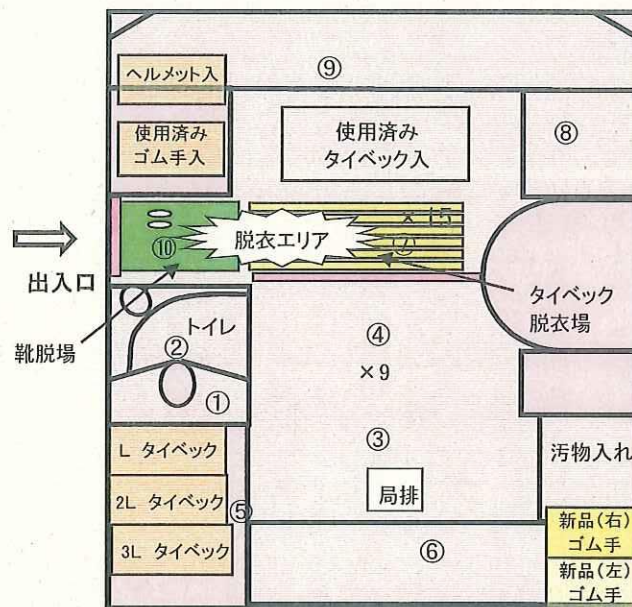 ⑨
ヘルメット入
使用済み
ゴム手入
使用済み
タイベック入
⑧
×15
⑩
脱衣エリア
⑦
出入口
靴脱場
タイベック
脱衣場
トイレ
②
①
④
×9
③
局排
L タイベック
2L タイベック
3L タイベック
⑤
⑥
汚物入れ
新品(右)
ゴム手
新品(左)
ゴム手